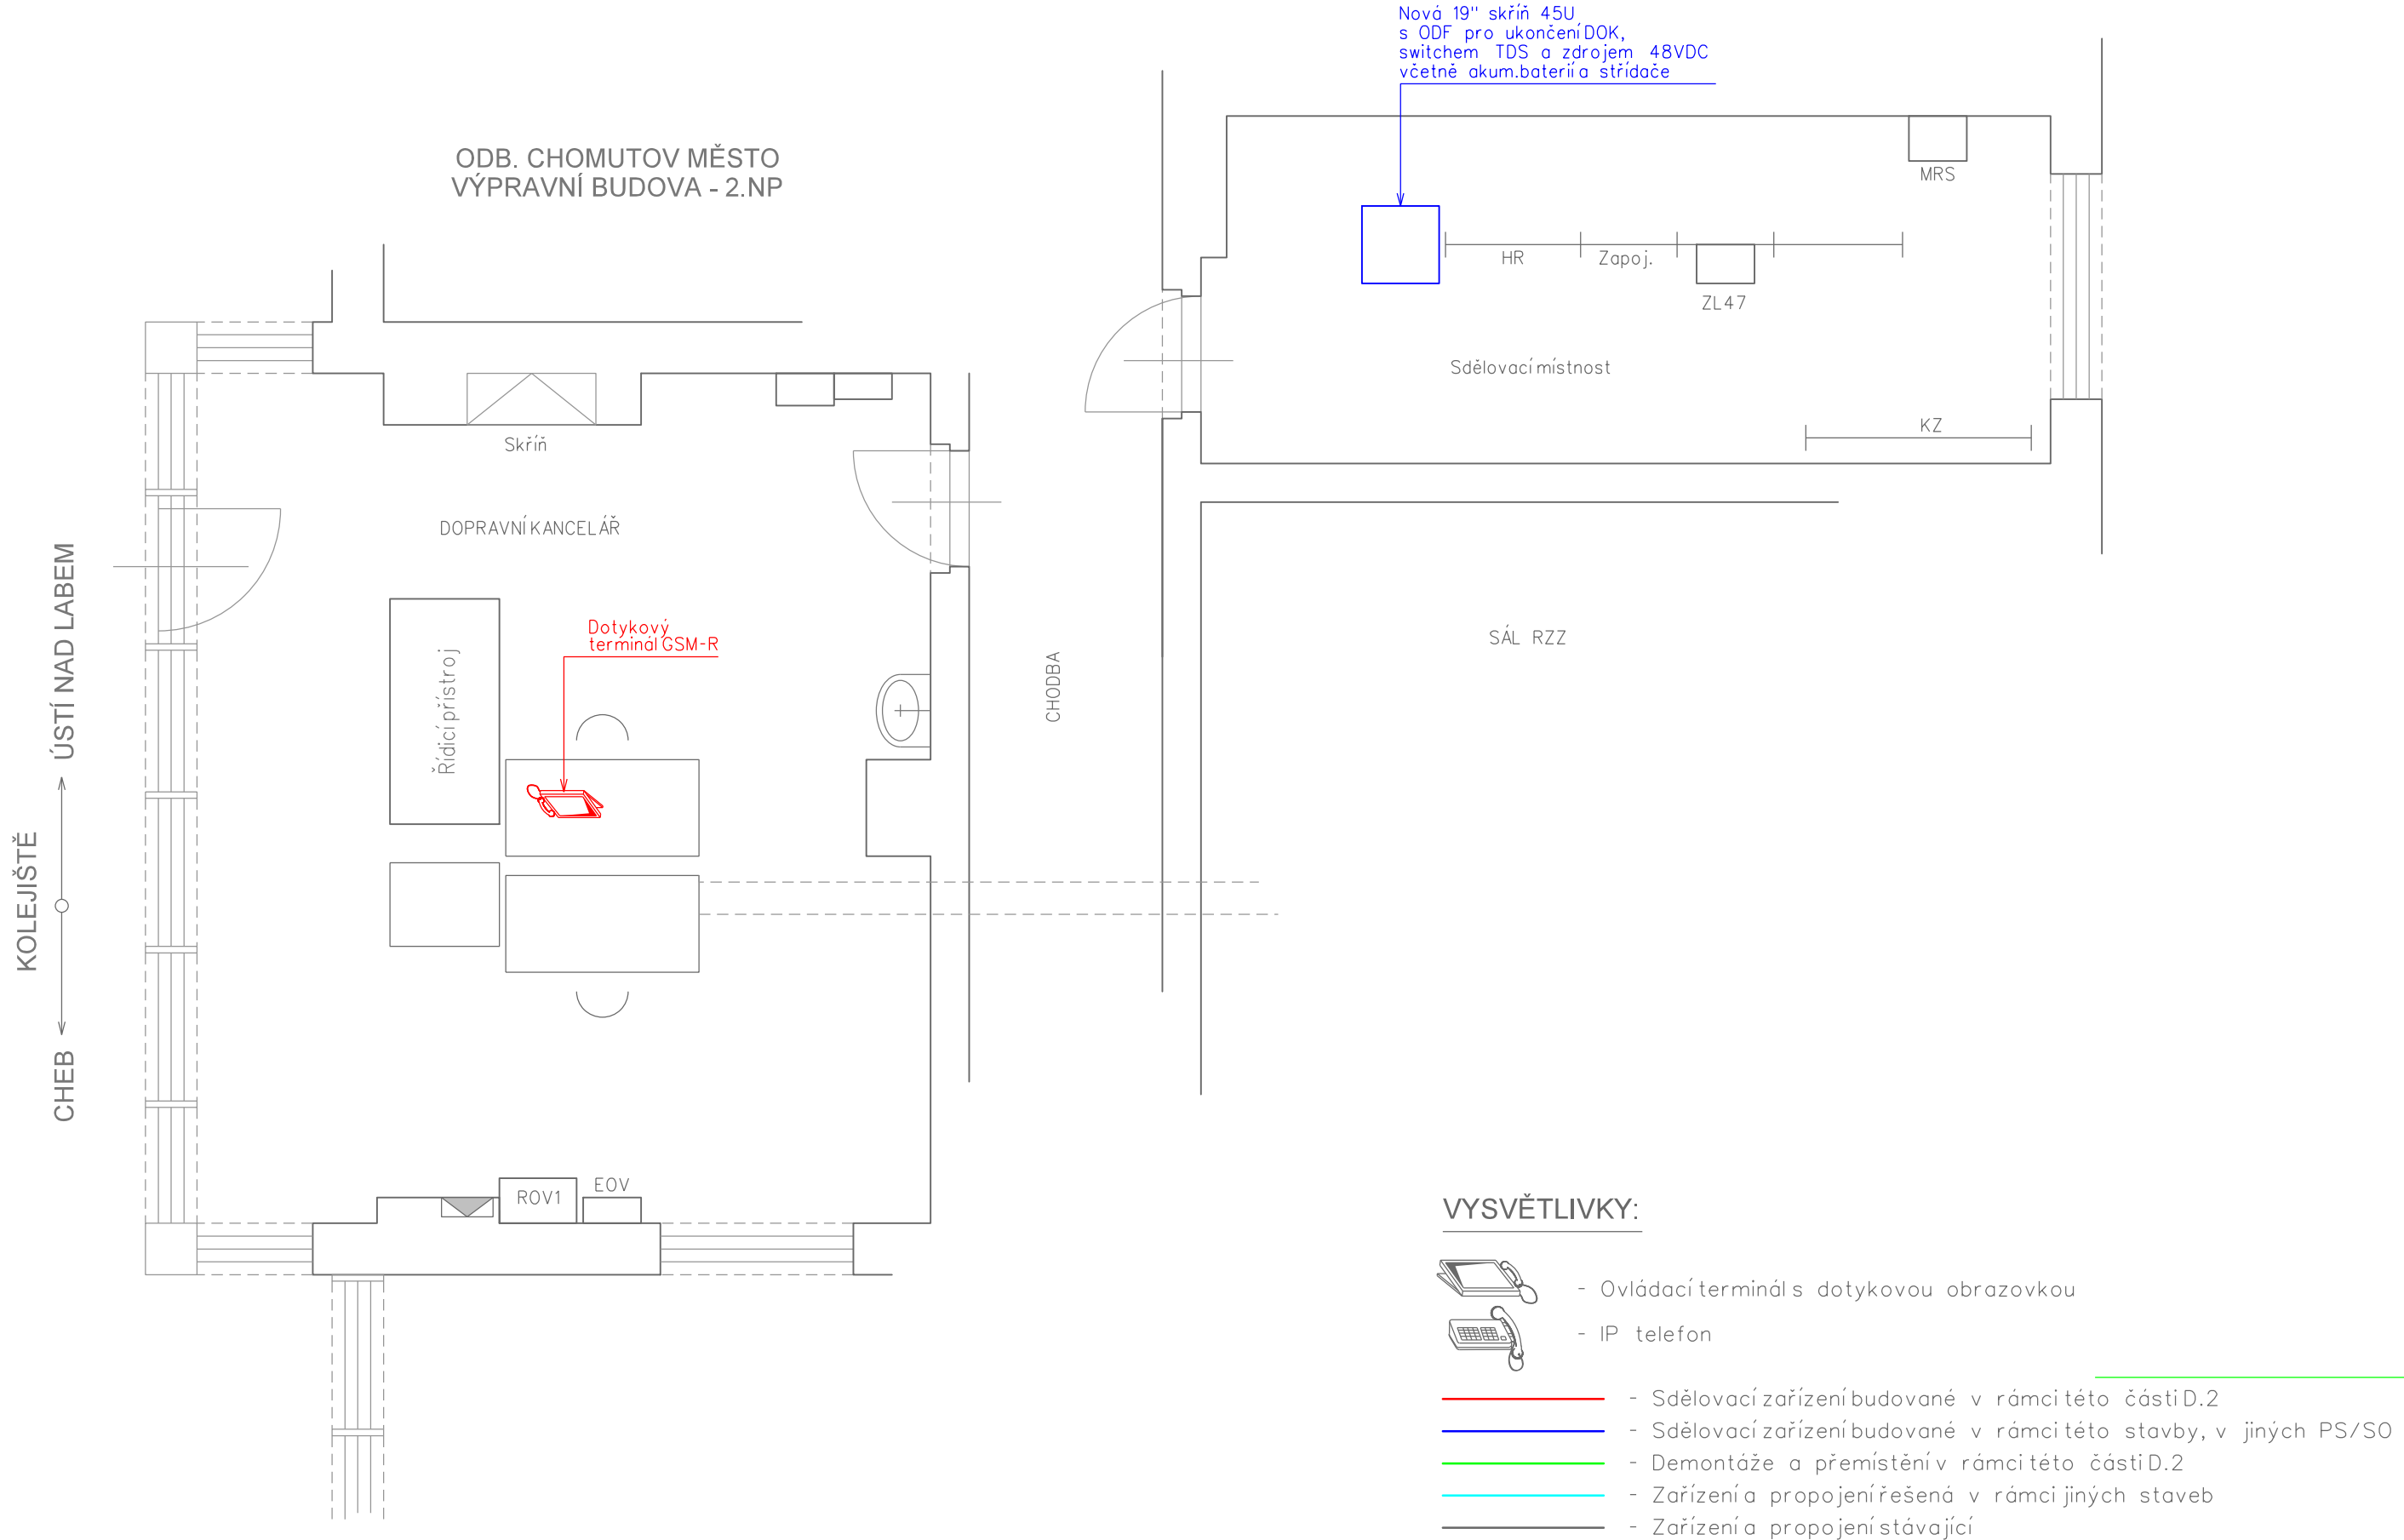 Nová 19" skříň 45U
s ODF pro ukončení DOK,
switchem TDS a zdrojem 48VDC
včetně akum.baterií a střídače
ODB. CHOMUTOV MĚSTO
VÝPRAVNÍ BUDOVA - 2.NP
MRS
HR
Zapoj.
ZL47
Sdělovací místnost
KZ
Skříň
DOPRAVNÍ KANCELÁŘ
Dotykový
terminál GSM-R
Řídicí přístroj
CHODBA
SÁL RZZ
ÚSTÍ NAD LABEM
KOLEJIŠTĚ
CHEB
ROV1
EOV
VYSVĚTLIVKY:
- Ovládací terminál s dotykovou obrazovkou
- IP telefon
- Sdělovací zařízení budované v rámci této části D.2
- Sdělovací zařízení budované v rámci této stavby, v jiných PS/SO
- Demontáže a přemístění v rámci této části D.2
- Zařízení a propojení řešená v rámci jiných staveb
- Zařízení a propojení stávající